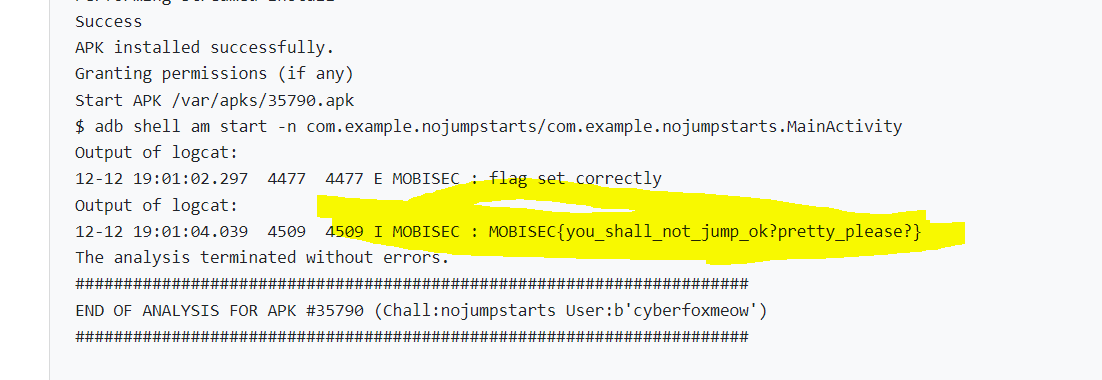 Performing Streamed Install
Success
APK installed successfully.
Granting permissions (if any)
Start APK /var/apks/35790.apk
$ adb shell am start -n com.example.nojumpstarts/com.example.nojumpstarts.MainActivity
Output of logcat:
12-12 19:01:02.297  4477  4477 E MOBISEC : flag set correctly
Output of logcat:
12-12 19:01:04.039  4509  4509 I MOBISEC : MOBISEC{you_shall_not_jump_ok?pretty_please?}
The analysis terminated without errors.
####################################################################
END OF ANALYSIS FOR APK #35790 (Chall:nojumpstarts User:b'cyberfoxmeow')
####################################################################